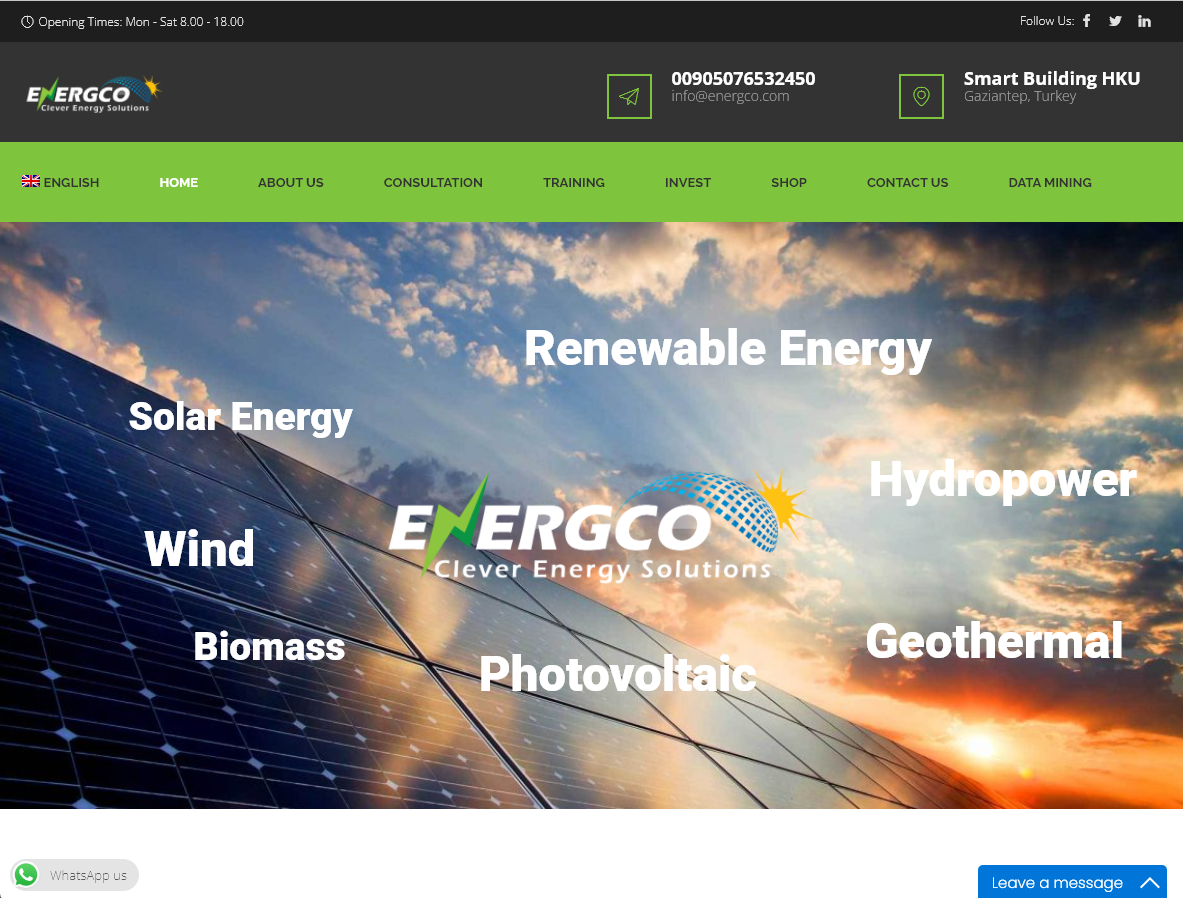 Opening Times: Mon - Sat 8.00 - 18.00
Follow Us:
ENERGCO
Clever Energy Solutions
00905076532450
info@energco.com
Smart Building HKU
Gaziantep, Turkey
ENGLISH HOME ABOUT US CONSULTATION TRAINING INVEST SHOP CONTACT US DATA MINING
Renewable Energy
Solar Energy
Hydropower
ENERGCO
Clever Energy Solutions
Wind
Geothermal
Biomass
Photovoltaic
WhatsApp us
Leave a message